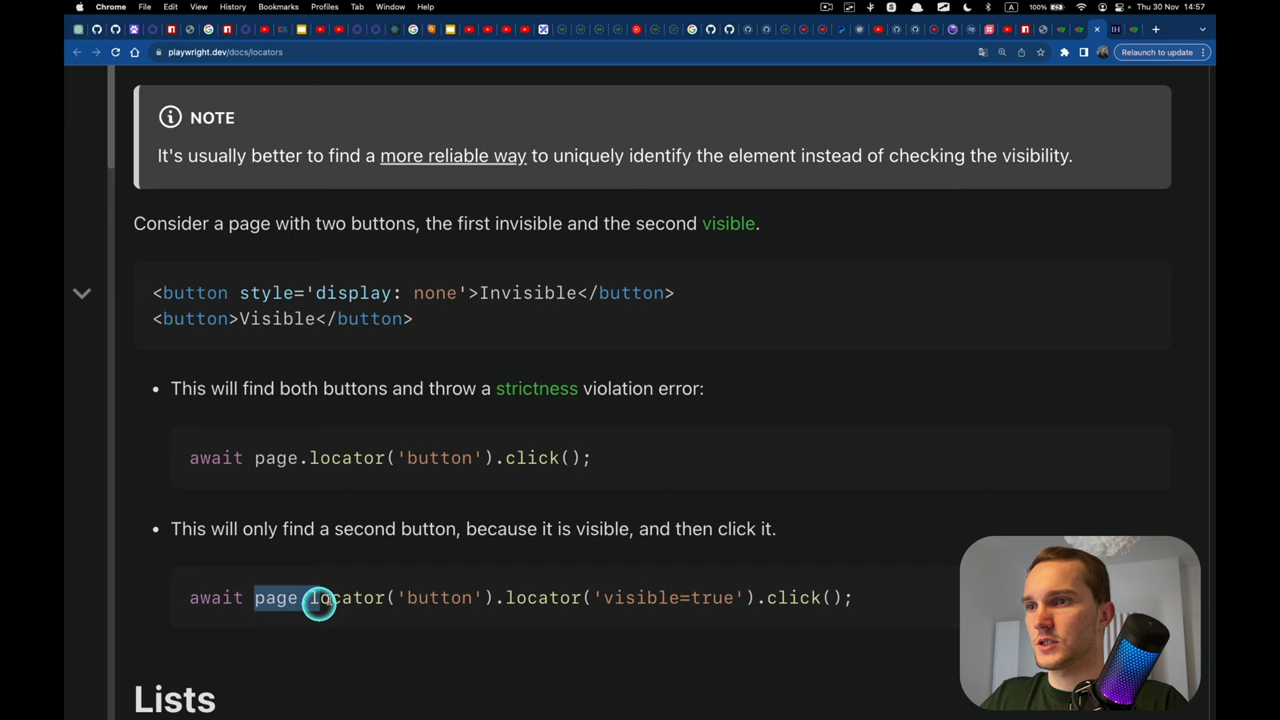 Chrome File Edit View History Bookmarks Profiles Tab Window Help
100% Thu 30 Nov 14:57
playwright.dev/docs/locators
Relaunch to update
NOTE
It's usually better to find a more reliable way to uniquely identify the element instead of checking the visibility.
Consider a page with two buttons, the first invisible and the second visible.
<button style='display: none'>Invisible</button>
<button>Visible</button>
• This will find both buttons and throw a strictness violation error:
await page.locator('button').click();
• This will only find a second button, because it is visible, and then click it.
await page.locator('button').locator('visible=true').click();
Lists